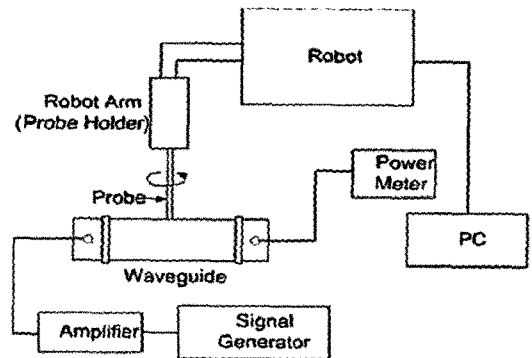 Robot
Robot Arm
(Probe Holder)
Probe
Power
Meter
PC
Waveguide
Amplifier
Signal
Generator